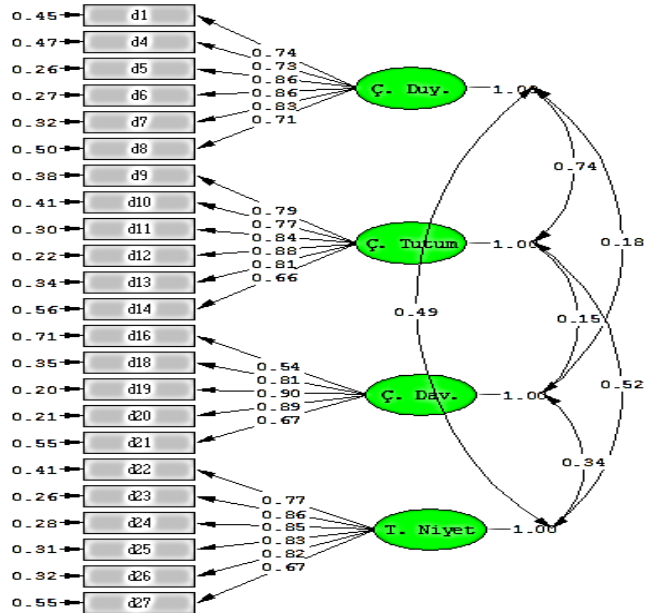 0.45 d1
0.47 d4
0.26 d5
0.27 d6
0.32 d7
0.50 d8
0.38 d9
0.41 d10
0.30 d11
0.22 d12
0.34 d13
0.56 d14
0.71 d16
0.35 d18
0.20 d19
0.21 d20
0.55 d21
0.41 d22
0.26 d23
0.28 d24
0.31 d25
0.32 d26
0.55 d27
0.74
0.73
0.86
0.86
0.83
0.71
Ç. Duy. 1.00
0.79
0.77
0.84
0.88
0.81
0.66
Ç. Tutum 1.00
0.54
0.81
0.90
0.89
0.67
Ç. Dav. 1.00
0.77
0.86
0.85
0.83
0.82
0.67
T. Niyet 1.00
0.74
0.18
0.49
0.15
0.52
0.34